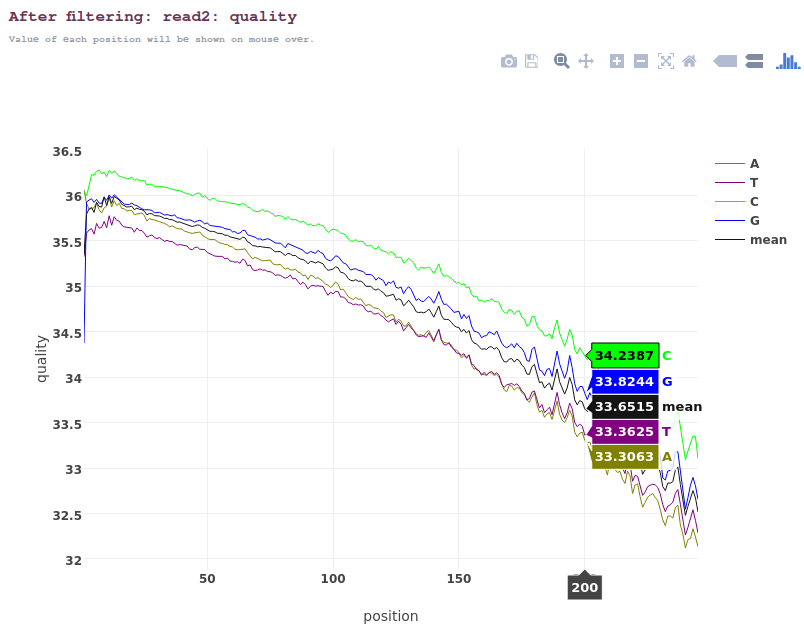 After filtering: read2: quality
Value of each position will be shown on mouse over.
36.5
36
35.5
35
34.5
34
33.5
33
32.5
32
quality
50
100
150
200
position
34.2387 C
33.8244 G
33.6515 mean
33.3625 T
33.3063 A
A
T
C
G
mean